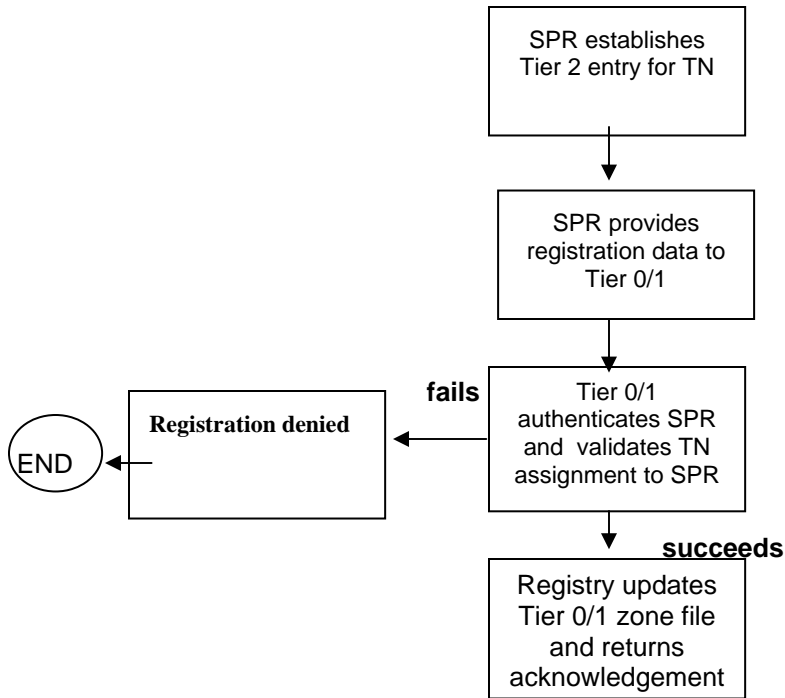 SPR establishes
Tier 2 entry for TN
SPR provides
registration data to
Tier 0/1
fails
Tier 0/1
authenticates SPR
and validates TN
assignment to SPR
Registration denied
END
succeeds
Registry updates
Tier 0/1 zone file
and returns
acknowledgement